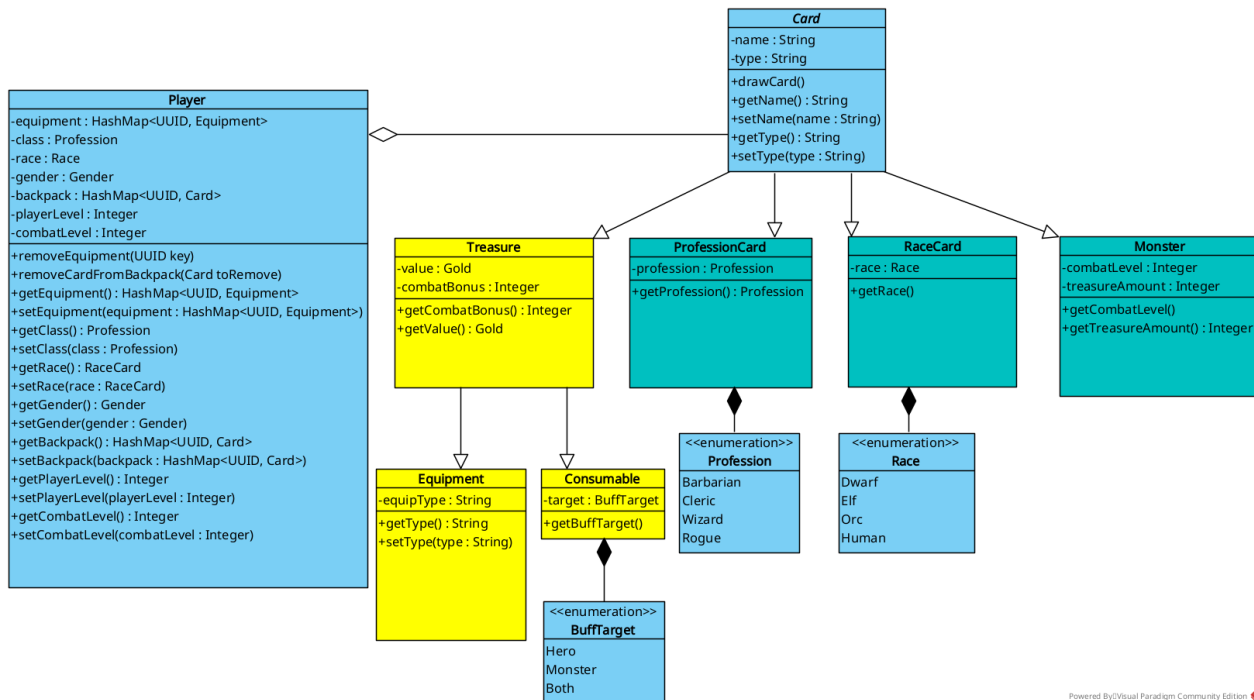 Card
-name : String
-type : String
+drawCard()
+getName() : String
+setName(name : String)
+getType() : String
+setType(type : String)
Player
-equipment : HashMap<UUID, Equipment>
-class : Profession
-race : Race
-gender : Gender
-backpack : HashMap<UUID, Card>
-playerLevel : Integer
-combatLevel : Integer
+removeEquipment(UUID key)
+removeCardFromBackpack(Card toRemove)
+getEquipment() : HashMap<UUID, Equipment>
+setEquipment(equipment : HashMap<UUID, Equipment>)
+getClass() : Profession
+setClass(class : Profession)
+getRace() : RaceCard
+setRace(race : RaceCard)
+getGender() : Gender
+setGender(gender : Gender)
+getBackpack() : HashMap<UUID, Card>
+setBackpack(backpack : HashMap<UUID, Card>)
+getPlayerLevel() : Integer
+setPlayerLevel(playerLevel : Integer)
+getCombatLevel() : Integer
+setCombatLevel(combatLevel : Integer)
Treasure
-value : Gold
-combatBonus : Integer
+getCombatBonus() : Integer
+getValue() : Gold
ProfessionCard
-profession : Profession
+getProfession() : Profession
RaceCard
-race : Race
+getRace()
Monster
-combatLevel : Integer
-treasureAmount : Integer
+getCombatLevel()
+getTreasureAmount() : Integer
Equipment
-equipType : String
+getType() : String
+setType(type : String)
Consumable
-target : BuffTarget
+getBuffTarget()
<<enumeration>>
Profession
Barbarian
Cleric
Wizard
Rogue
<<enumeration>>
Race
Dwarf
Elf
Orc
Human
<<enumeration>>
BuffTarget
Hero
Monster
Both
Powered By Visual Paradigm Community Edition